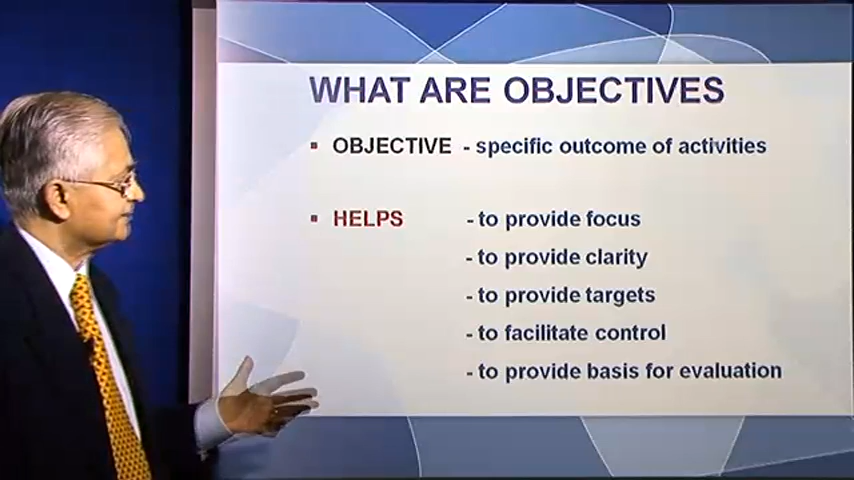 WHAT ARE OBJECTIVES
▪ OBJECTIVE - specific outcome of activities
▪ HELPS - to provide focus
- to provide clarity
- to provide targets
- to facilitate control
- to provide basis for evaluation